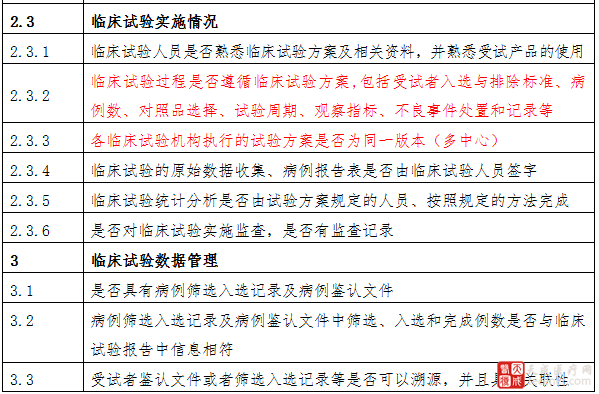 2.3 临床试验实施情况
2.3.1 临床试验人员是否熟悉临床试验方案及相关资料，并熟悉受试产品的使用
2.3.2 临床试验过程是否遵循临床试验方案,包括受试者入选与排除标准、病
例数、对照品选择、试验周期、观察指标、不良事件处置和记录等
2.3.3 各临床试验机构执行的试验方案是否为同一版本（多中心）
2.3.4 临床试验的原始数据收集、病例报告表是否由临床试验人员签字
2.3.5 临床试验统计分析是否由试验方案规定的人员、按照规定的方法完成
2.3.6 是否对临床试验实施监查，是否有监查记录
3 临床试验数据管理
3.1 是否具有病例筛选入选记录及病例鉴认文件
3.2 病例筛选入选记录及病例鉴认文件中筛选、入选和完成例数是否与临床
试验报告中信息相符
3.3 受试者鉴认文件或者筛选入选记录等是否可以溯源，并且具 关联性